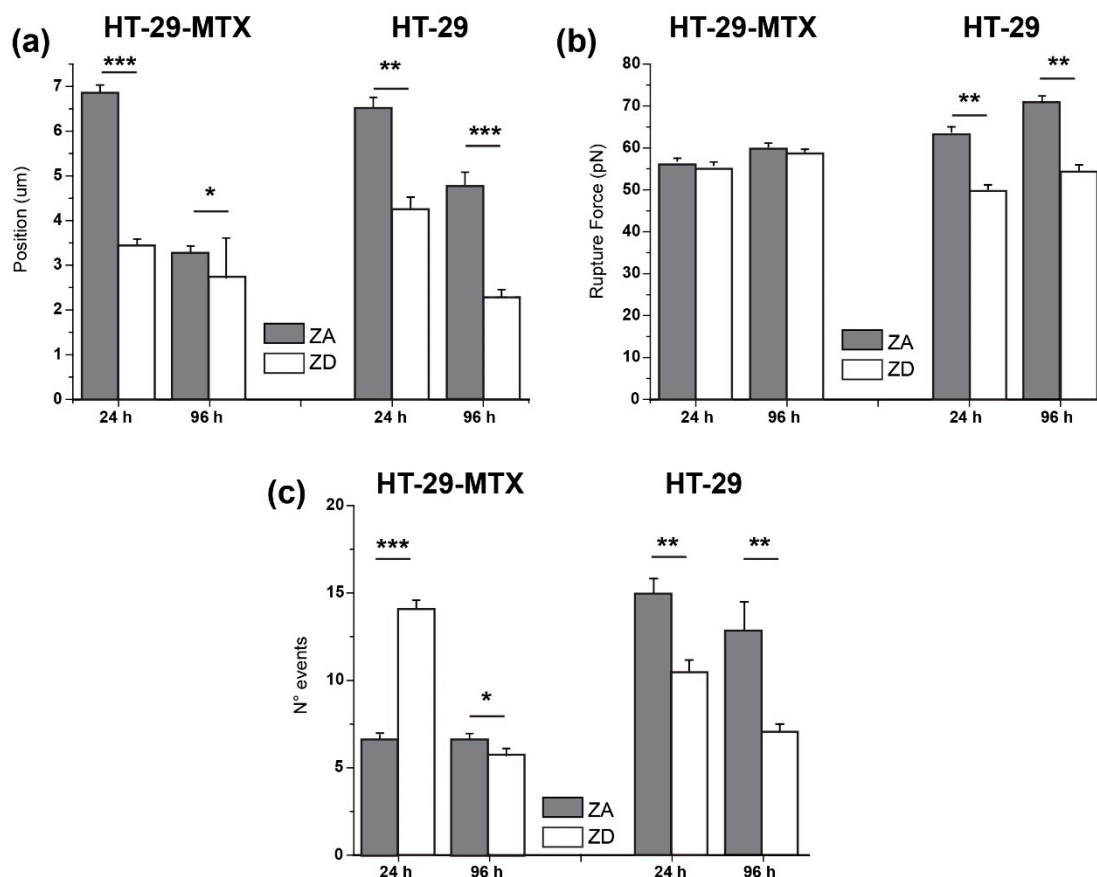 (a)
HT-29-MTX
HT-29
Position (um)
7
6
5
4
3
2
1
0
***
*
**
***
ZA
ZD
24 h
96 h
24 h
96 h
(b)
HT-29-MTX
HT-29
Rupture Force (pN)
80
70
60
50
40
30
20
10
0
**
**
ZA
ZD
24 h
96 h
24 h
96 h
(c)
HT-29-MTX
HT-29
N° events
20
15
10
5
0
***
*
**
**
ZA
ZD
24 h
96 h
24 h
96 h